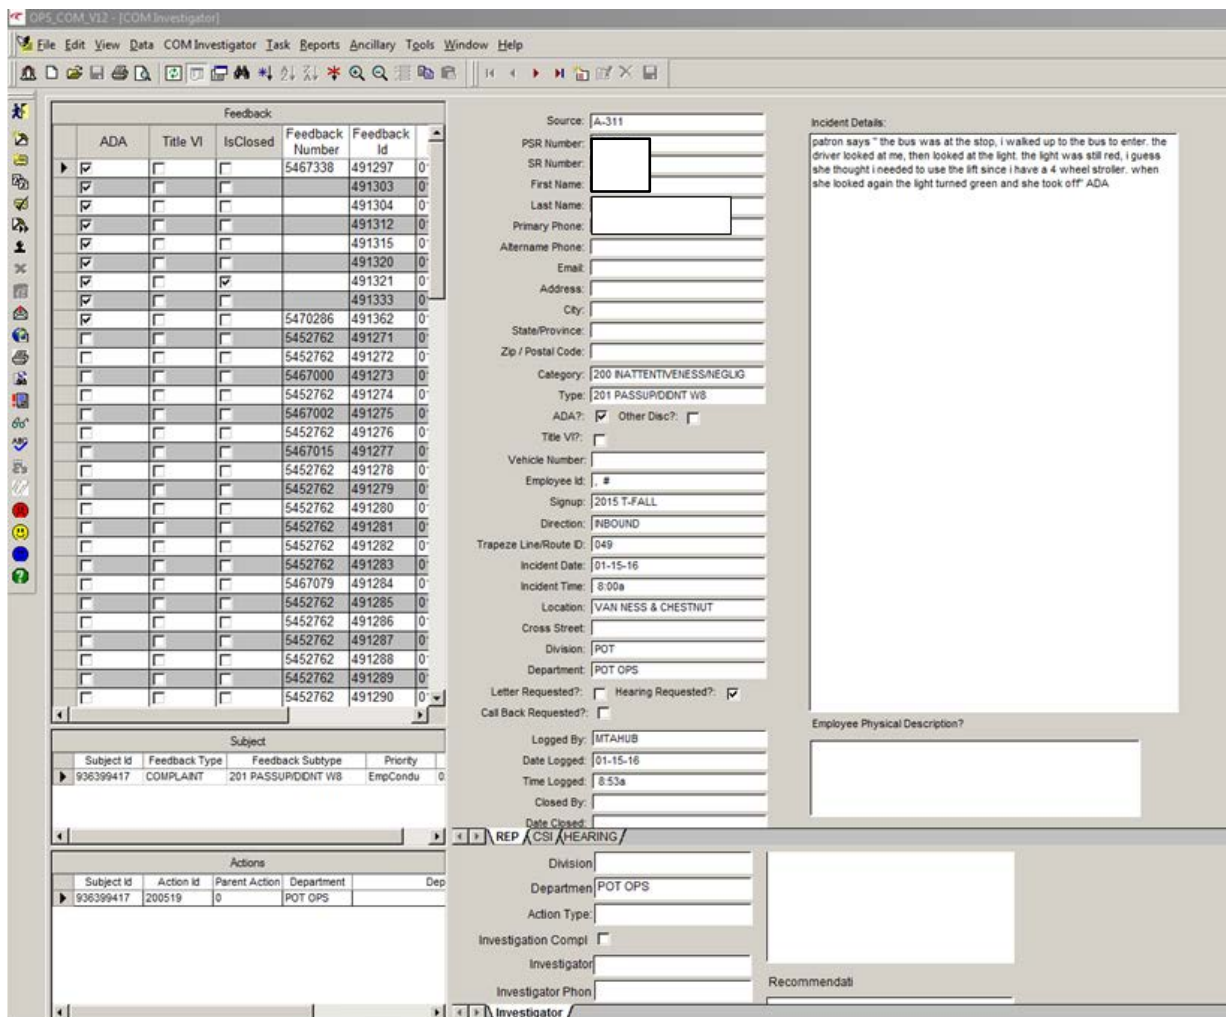 OPS_COM_V12 - [COM Investigator]
File Edit View Data COM Investigator Task Reports Ancillary Tools Window Help
Feedback
ADA Title VI IsClosed Feedback Number Feedback Id
5467338 491297
491303
491304
491312
491315
491320
491321
491333
5470286 491362
5452762 491271
5452762 491272
5467000 491273
5452762 491274
5467002 491275
5452762 491276
5467015 491277
5452762 491278
5452762 491279
5452762 491280
5452762 491281
5452762 491282
5452762 491283
5467079 491284
5452762 491285
5452762 491286
5452762 491287
5452762 491288
5452762 491289
5452762 491290
Subject
Subject Id Feedback Type Feedback Subtype Priority
936399417 COMPLAINT 201 PASSUP/DIDNT W8 EmpCondu
Actions
Subject Id Action Id Parent Action Department Dep
936399417 200519 0 POT OPS
Source: A-311
PSR Number:
SR Number:
First Name:
Last Name:
Primary Phone:
Altername Phone:
Email:
Address:
City:
State/Province:
Zip / Postal Code:
Category: 200 INATTENTIVENESS/NEGLIG
Type: 201 PASSUP/DIDNT W8
ADA?: Other Disc?:
Title VI?:
Vehicle Number:
Employee Id: , #
Signup: 2015 T-FALL
Direction: INBOUND
Trapeze Line/Route ID: 049
Incident Date: 01-15-16
Incident Time: 8:00a
Location: VAN NESS & CHESTNUT
Cross Street:
Division: POT
Department: POT OPS
Letter Requested?: Hearing Requested?:
Call Back Requested?:
Logged By: MTAHUB
Date Logged: 01-15-16
Time Logged: 8:53a
Closed By:
Date Closed:
REP CSI HEARING
Division
Departmen POT OPS
Action Type:
Investigation Compl
Investigator
Investigator Phon
Investigator
Incident Details:
patron says " the bus was at the stop, i walked up to the bus to enter. the
driver looked at me, then looked at the light. the light was still red, i guess
she thought i needed to use the lift since i have a 4 wheel stroller. when
she looked again the light turned green and she took off" ADA
Employee Physical Description?
Recommendati